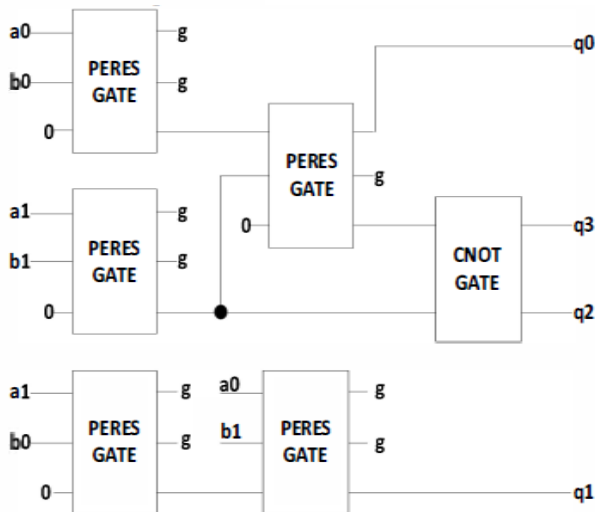 a0 g
PERES GATE
b0 g
0
q0
PERES GATE
g
0
a1 g
PERES GATE
b1 g
0
CNOT GATE
q3
q2
a1 g a0 g
PERES GATE
PERES GATE
b0 g b1 g
0
q1